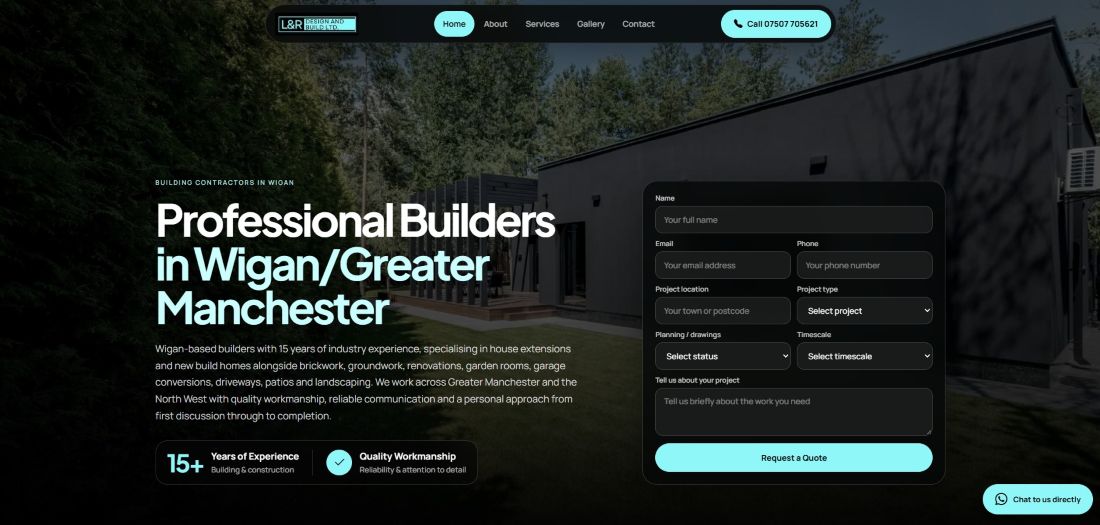 L&R DESIGN AND
BUILD LTD.
Home
About
Services
Gallery
Contact
Call 07507 705621
BUILDING CONTRACTORS IN WIGAN
Professional Builders
in Wigan/Greater
Manchester
Wigan-based builders with 15 years of industry experience, specialising in house extensions
and new build homes alongside brickwork, groundwork, renovations, garden rooms, garage
conversions, driveways, patios and landscaping. We work across Greater Manchester and the
North West with quality workmanship, reliable communication and a personal approach from
first discussion through to completion.
15+
Years of Experience
Building & construction
Quality Workmanship
Reliability & attention to detail
Name
Your full name
Email
Phone
Your email address
Your phone number
Project location
Project type
Your town or postcode
Select project
Planning / drawings
Timescale
Select status
Select timescale
Tell us about your project
Tell us briefly about the work you need
Request a Quote
Chat to us directly